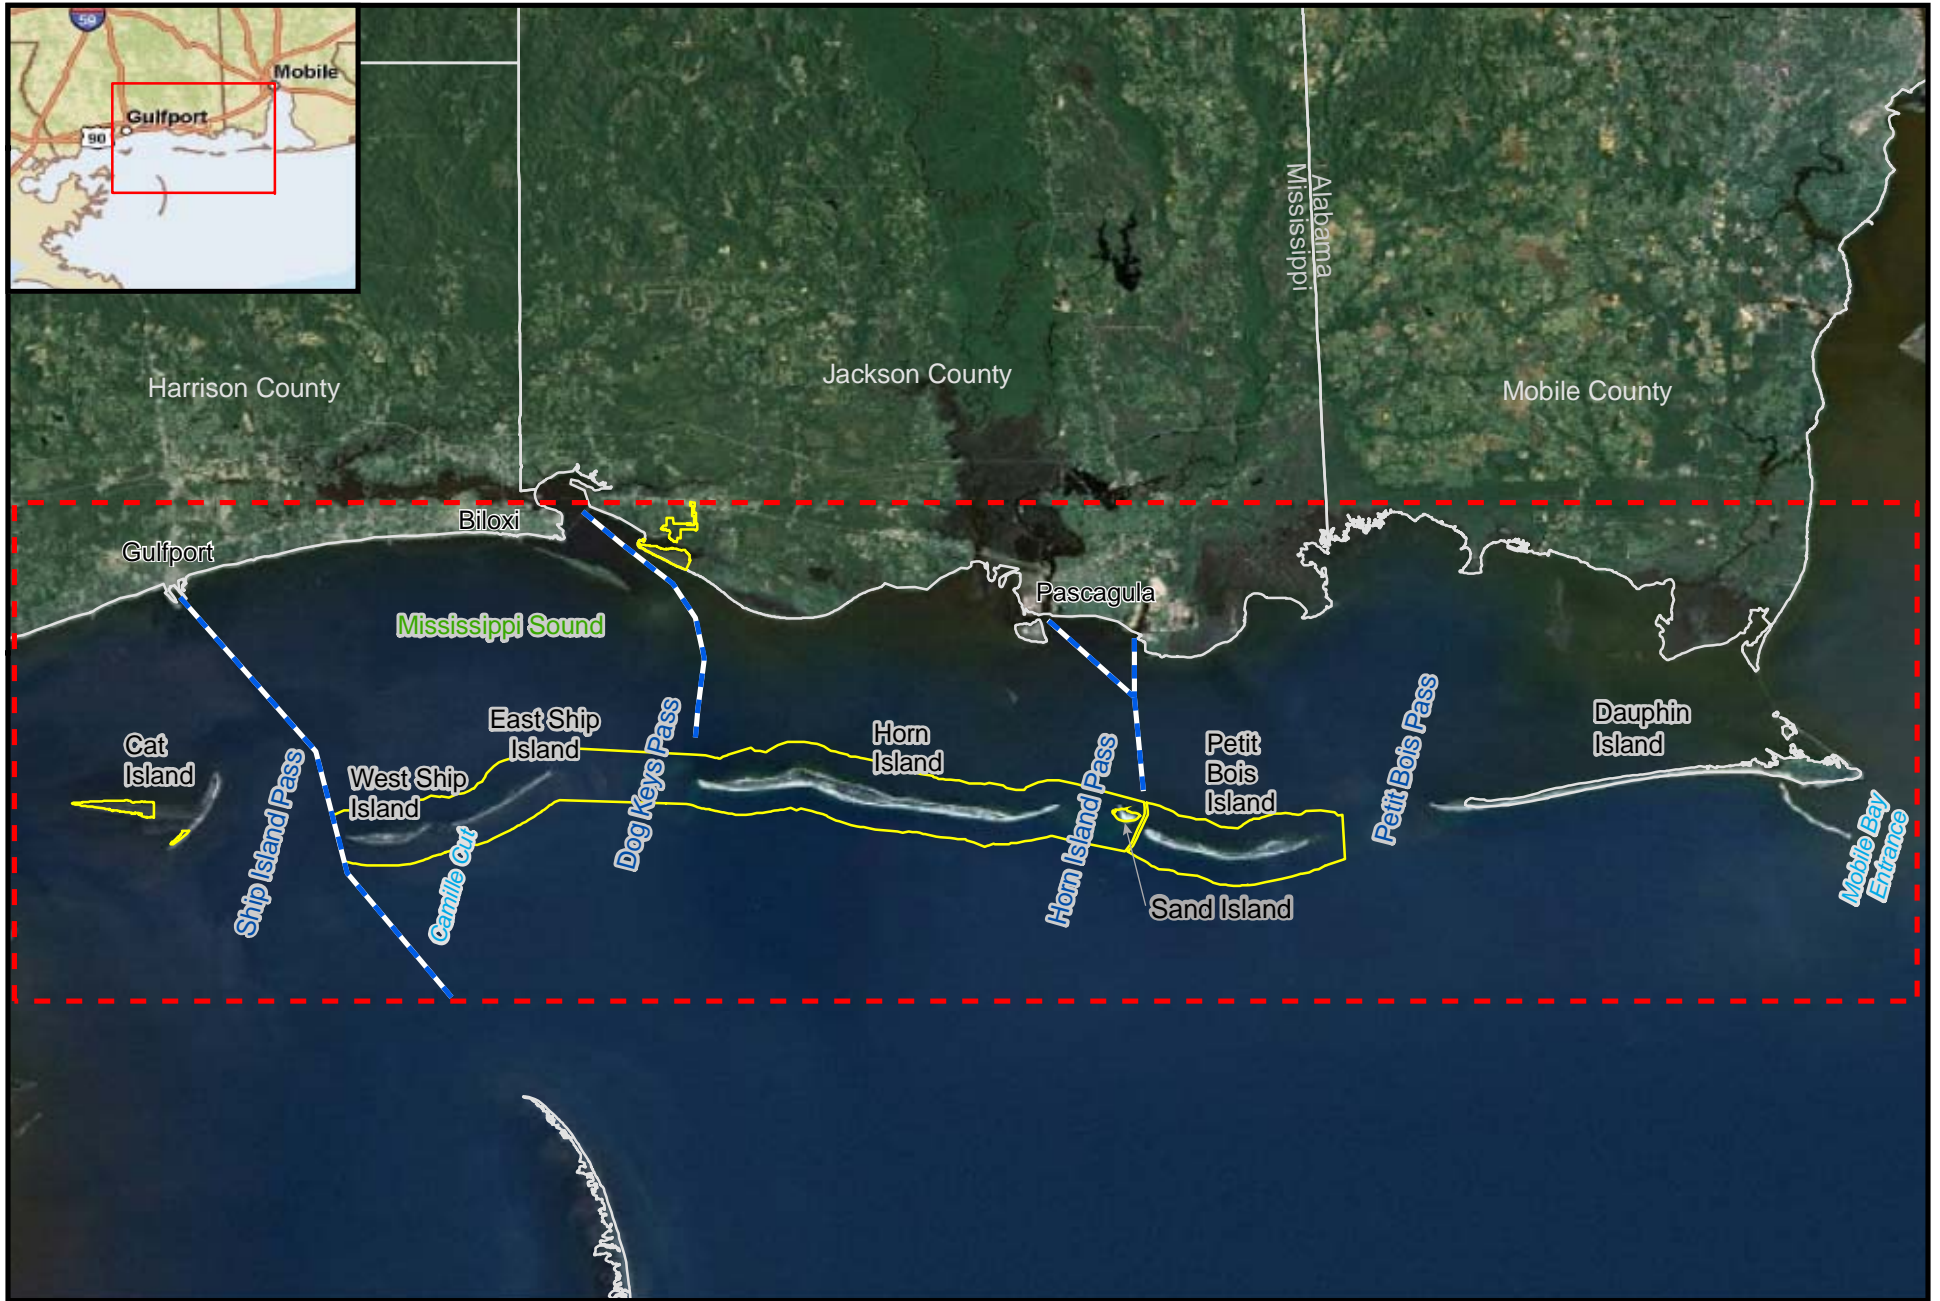 59
Mobile
Gulfport
90
Alabama
Mississippi
Harrison County
Jackson County
Mobile County
Biloxi
Gulfport
Pascagula
Mississippi Sound
Cat
Island
Ship Island Pass
West Ship
Island
East Ship
Island
Camille Cut
Dog Keys Pass
Horn
Island
Horn Island Pass
Petit
Bois
Island
Sand Island
Petit Bois Pass
Dauphin
Island
Mobile Bay
Entrance